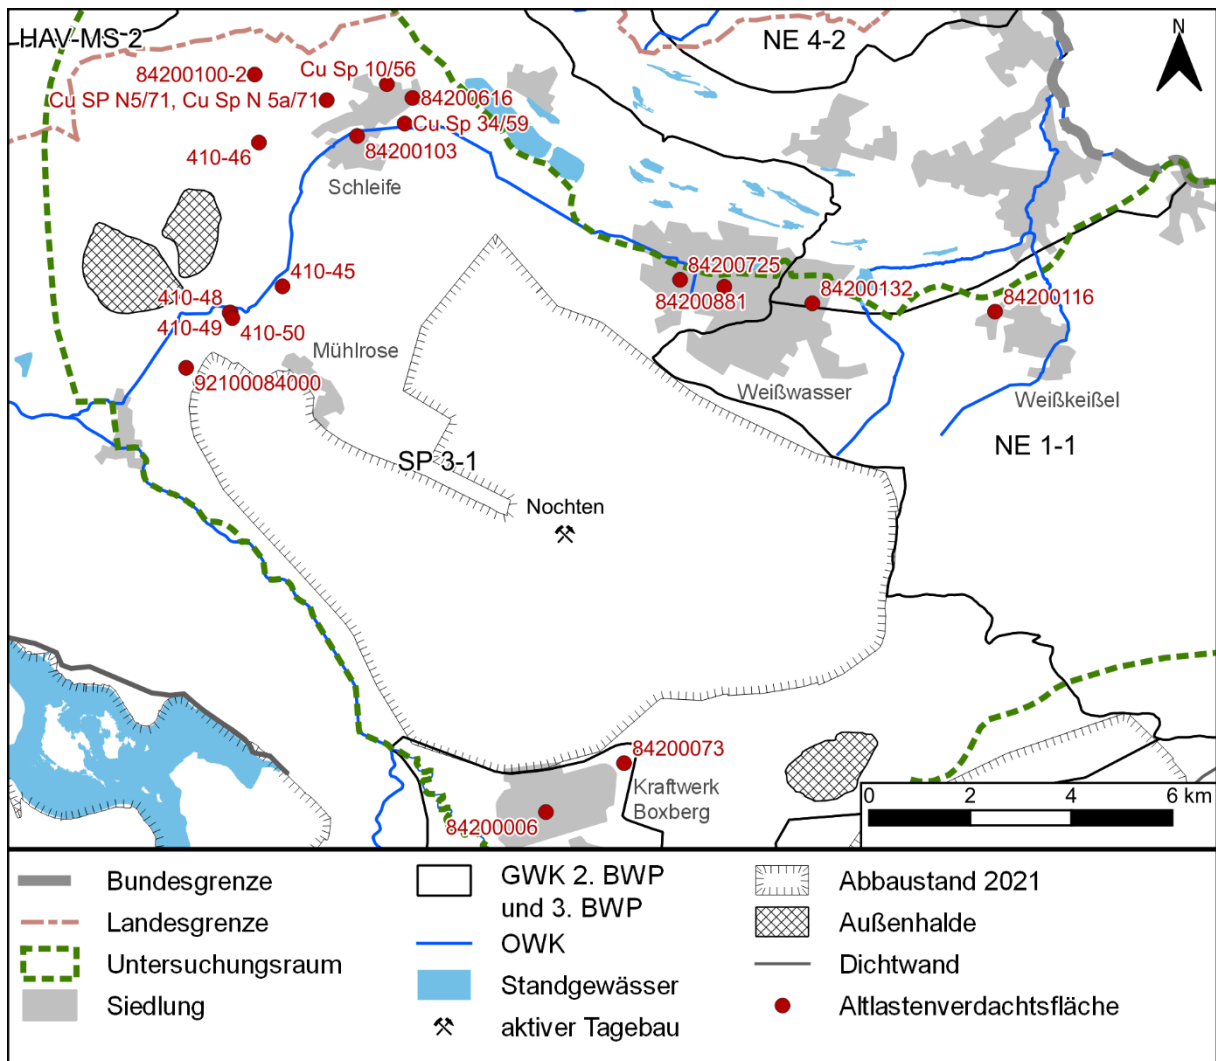 HAV-MS 2
NE 4-2
N
84200100-2
Cu Sp 10/56
Cu SP N5/71, Cu Sp N 5a/71
84200616
Cu Sp 34/59
84200103
410-46
Schleife
410-45
84200725
84200881
84200132
84200116
410-48
410-49
410-50
Mühlrose
92100084000
Weißwasser
Weißkeißel
NE 1-1
SP 3-1
Nochten
84200073
Kraftwerk
Boxberg
84200006
0 2 4 6 km
Bundesgrenze
Landesgrenze
Untersuchungsraum
Siedlung
GWK 2. BWP
und 3. BWP
OWK
Standgewässer
aktiver Tagebau
Abbaustand 2021
Außenhalde
Dichtwand
Altlastenverdachtsfläche